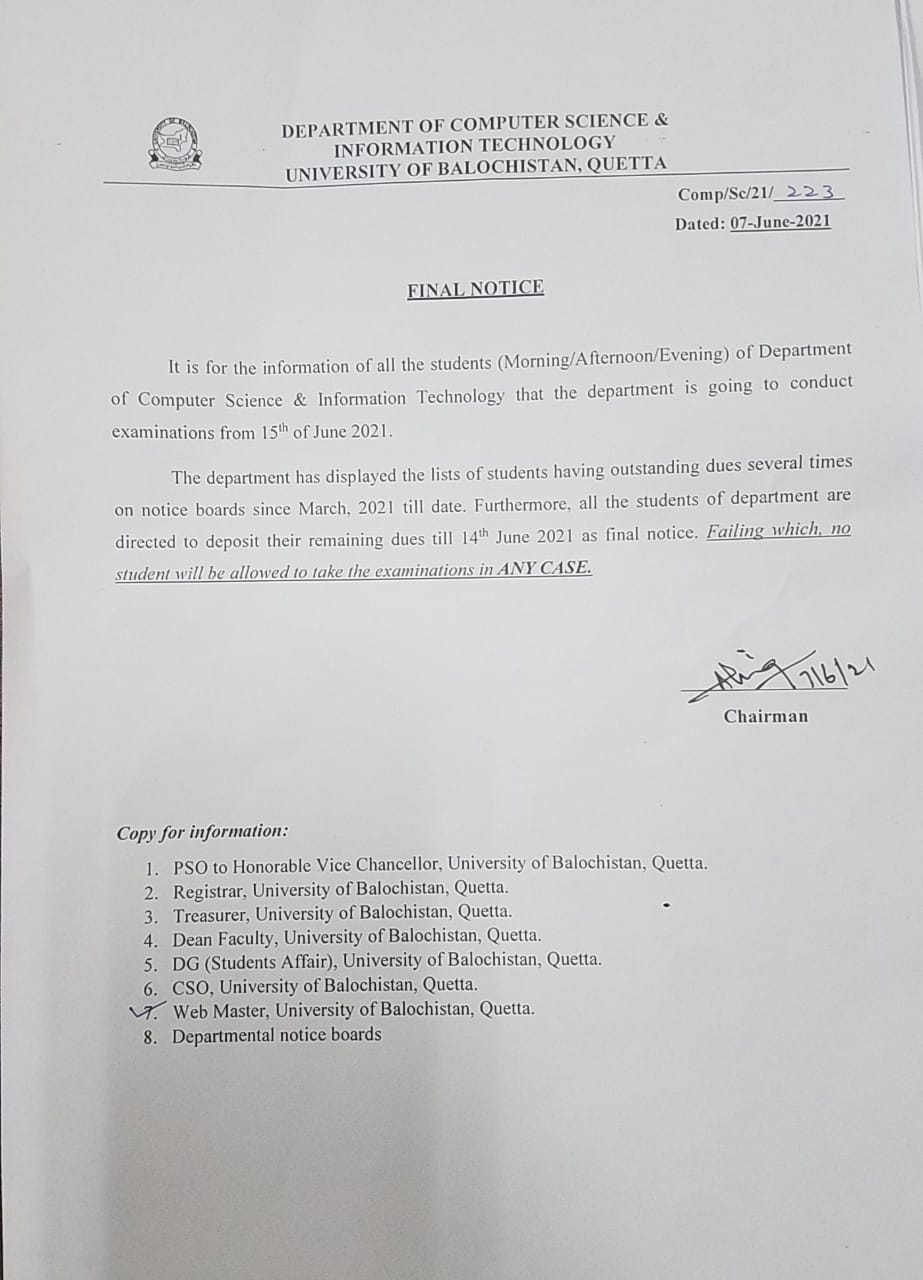 DEPARTMENT OF COMPUTER SCIENCE &
INFORMATION TECHNOLOGY
UNIVERSITY OF BALOCHISTAN, QUETTA
Comp/Sc/21/ 223
Dated: 07-June-2021
FINAL NOTICE
It is for the information of all the students (Morning/Afternoon/Evening) of Department
of Computer Science & Information Technology that the department is going to conduct
examinations from 15th of June 2021.
The department has displayed the lists of students having outstanding dues several times
on notice boards since March, 2021 till date. Furthermore, all the students of department are
directed to deposit their remaining dues till 14th June 2021 as final notice. Failing which, no
student will be allowed to take the examinations in ANY CASE.
7/6/21
Chairman
Copy for information:
1. PSO to Honorable Vice Chancellor, University of Balochistan, Quetta.
2. Registrar, University of Balochistan, Quetta.
3. Treasurer, University of Balochistan, Quetta.
4. Dean Faculty, University of Balochistan, Quetta.
5. DG (Students Affair), University of Balochistan, Quetta.
6. CSO, University of Balochistan, Quetta.
7. Web Master, University of Balochistan, Quetta.
8. Departmental notice boards